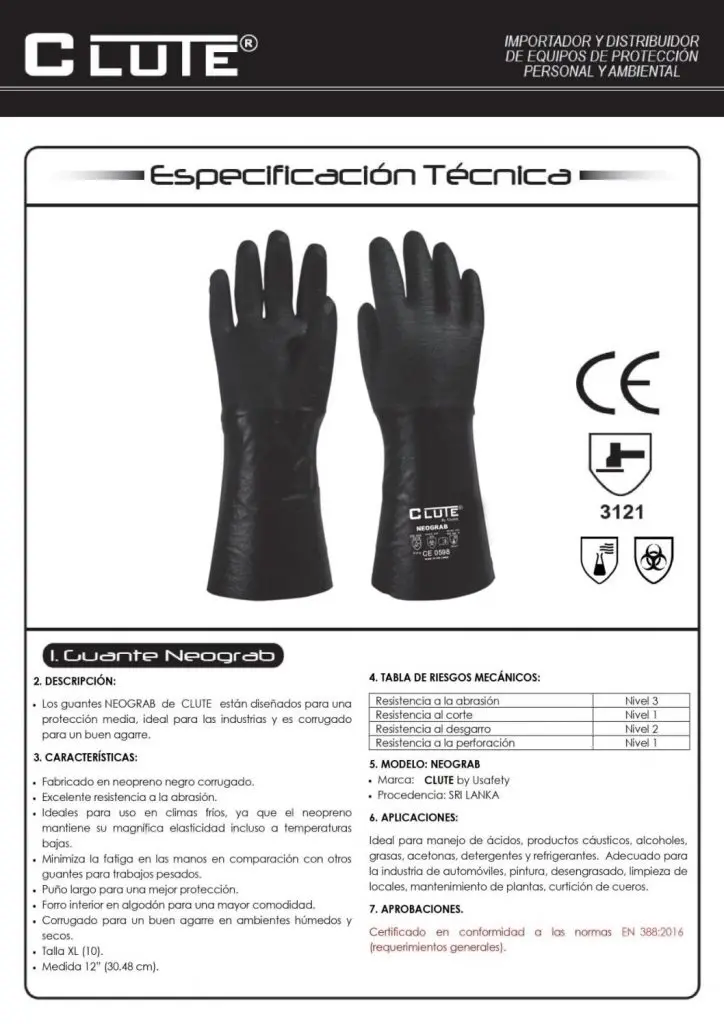 CLUTE®
IMPORTADOR Y DISTRIBUIDOR
DE EQUIPOS DE PROTECCIÓN
PERSONAL Y AMBIENTAL
Especificación Técnica
CE
3121
CLUTE
By Usafety
NEOGRAB
CE 0598
1. Guante Neograb
2. DESCRIPCIÓN:
• Los guantes NEOGRAB de CLUTE están diseñados para una
protección media, ideal para las industrias y es corrugado
para un buen agarre.
3. CARACTERÍSTICAS:
• Fabricado en neopreno negro corrugado.
• Excelente resistencia a la abrasión.
• Ideales para uso en climas fríos, ya que el neopreno
mantiene su magnífica elasticidad incluso a temperaturas
bajas.
• Minimiza la fatiga en las manos en comparación con otros
guantes para trabajos pesados.
• Puño largo para una mejor protección.
• Forro interior en algodón para una mayor comodidad.
• Corrugado para un buen agarre en ambientes húmedos y
secos.
• Talla XL (10).
• Medida 12" (30.48 cm).
4. TABLA DE RIESGOS MECÁNICOS:
Resistencia a la abrasión Nivel 3
Resistencia al corte Nivel 1
Resistencia al desgarro Nivel 2
Resistencia a la perforación Nivel 1
5. MODELO: NEOGRAB
• Marca: CLUTE by Usafety
• Procedencia: SRI LANKA
6. APLICACIONES:
Ideal para manejo de ácidos, productos cáusticos, alcoholes,
grasas, acetonas, detergentes y refrigerantes. Adecuado para
la industria de automóviles, pintura, desengrasado, limpieza de
locales, mantenimiento de plantas, curtición de cueros.
7. APROBACIONES.
Certificado en conformidad a las normas EN 388:2016
(requerimientos generales).